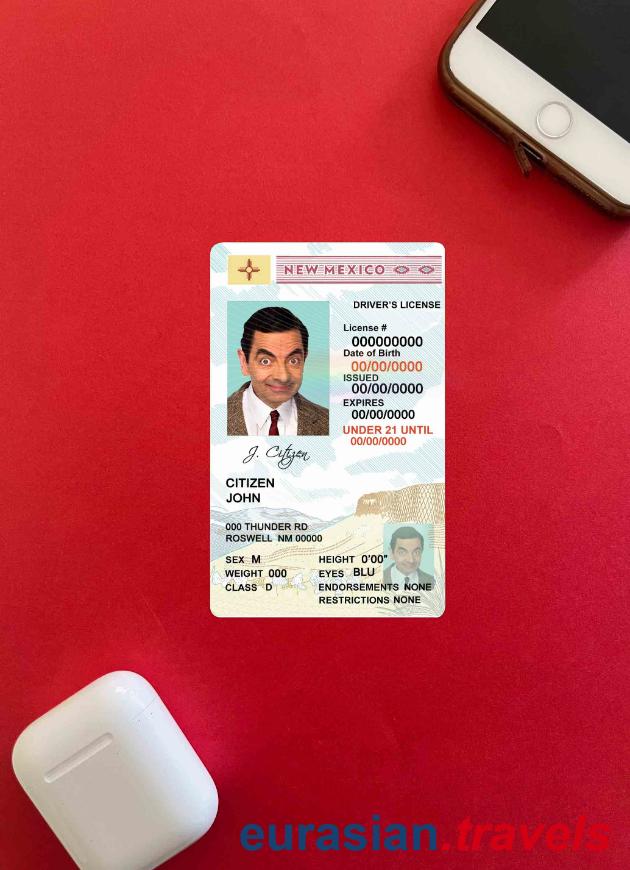 NEW MEXICO
DRIVER'S LICENSE
License #
000000000
Date of Birth
00/00/0000
ISSUED
00/00/0000
EXPIRES
00/00/0000
UNDER 21 UNTIL
00/00/0000
J. Citizen
CITIZEN
JOHN
000 THUNDER RD
ROSWELL NM 00000
SEX M HEIGHT 0'00"
WEIGHT 000 EYES BLU
CLASS D ENDORSEMENTS NONE
RESTRICTIONS NONE
eurasian.travels